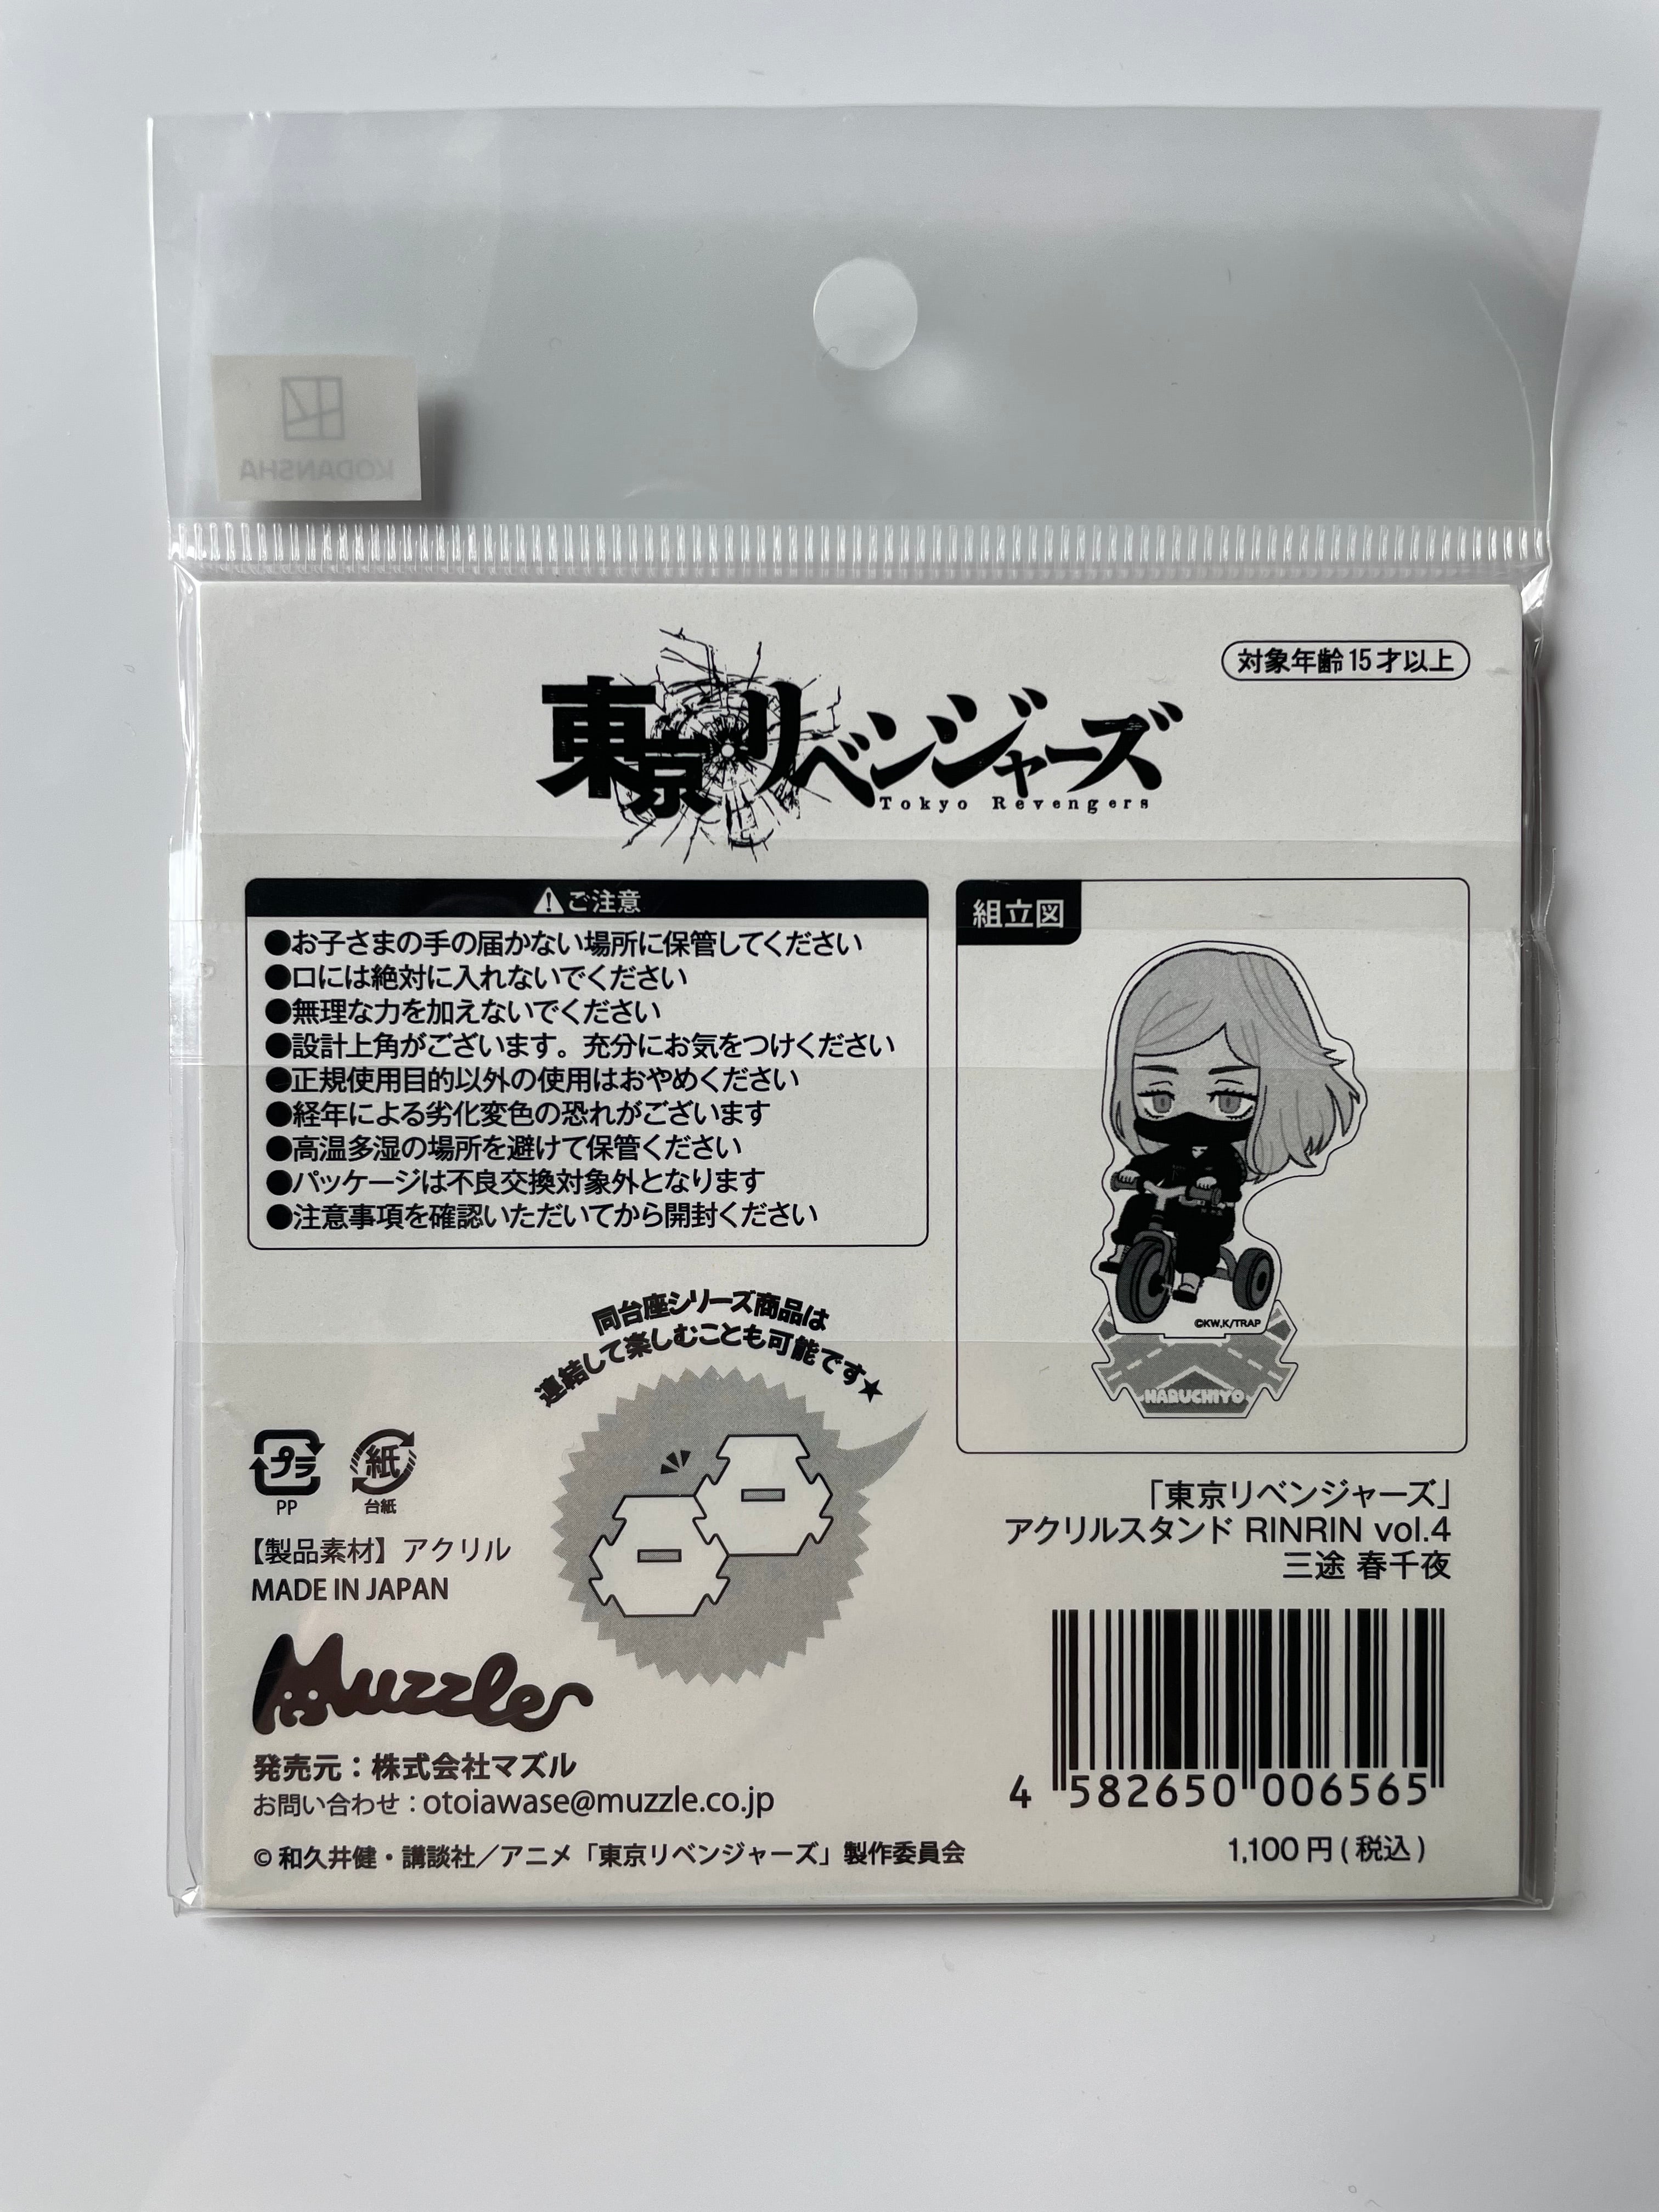 KODANSHA
対象年齢15才以上
東京リベンジャーズ
Tokyo Revengers
ご注意
●お子さまの手の届かない場所に保管してください
●口には絶対に入れないでください
●無理な力を加えないでください
●設計上角がございます。充分にお気をつけください
●正規使用目的以外の使用はおやめください
●経年による劣化変色の恐れがございます
●高温多湿の場所を避けて保管ください
●パッケージは不良交換対象外となります
●注意事項を確認いただいてから開封ください
組立図
©KW,K/TRAP
HARUCHIYO
同台座シリーズ商品は
連結して楽しむことも可能です★
プラ
PP
紙
台紙
【製品素材】アクリル
MADE IN JAPAN
「東京リベンジャーズ」
アクリルスタンド RINRIN vol.4
三途 春千夜
Muzzle
発売元：株式会社マズル
お問い合わせ：otoiawase@muzzle.co.jp
© 和久井健・講談社／アニメ「東京リベンジャーズ」製作委員会
4 582650 006565
1,100 円 ( 税込 )